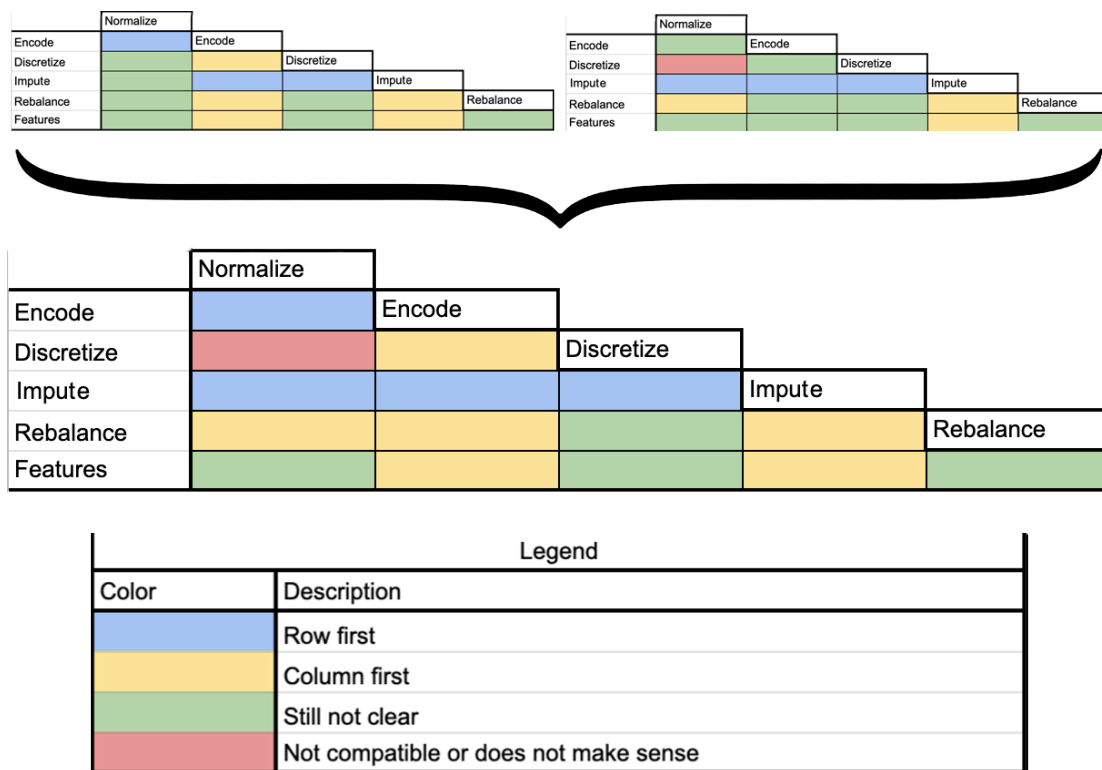 Normalize
Encode Encode
Discretize Discretize
Impute Impute
Rebalance Rebalance
Features
Normalize
Encode Encode
Discretize Discretize
Impute Impute
Rebalance Rebalance
Features
Normalize
Encode Encode
Discretize Discretize
Impute Impute
Rebalance Rebalance
Features
Legend
Color Description
Row first
Column first
Still not clear
Not compatible or does not make sense